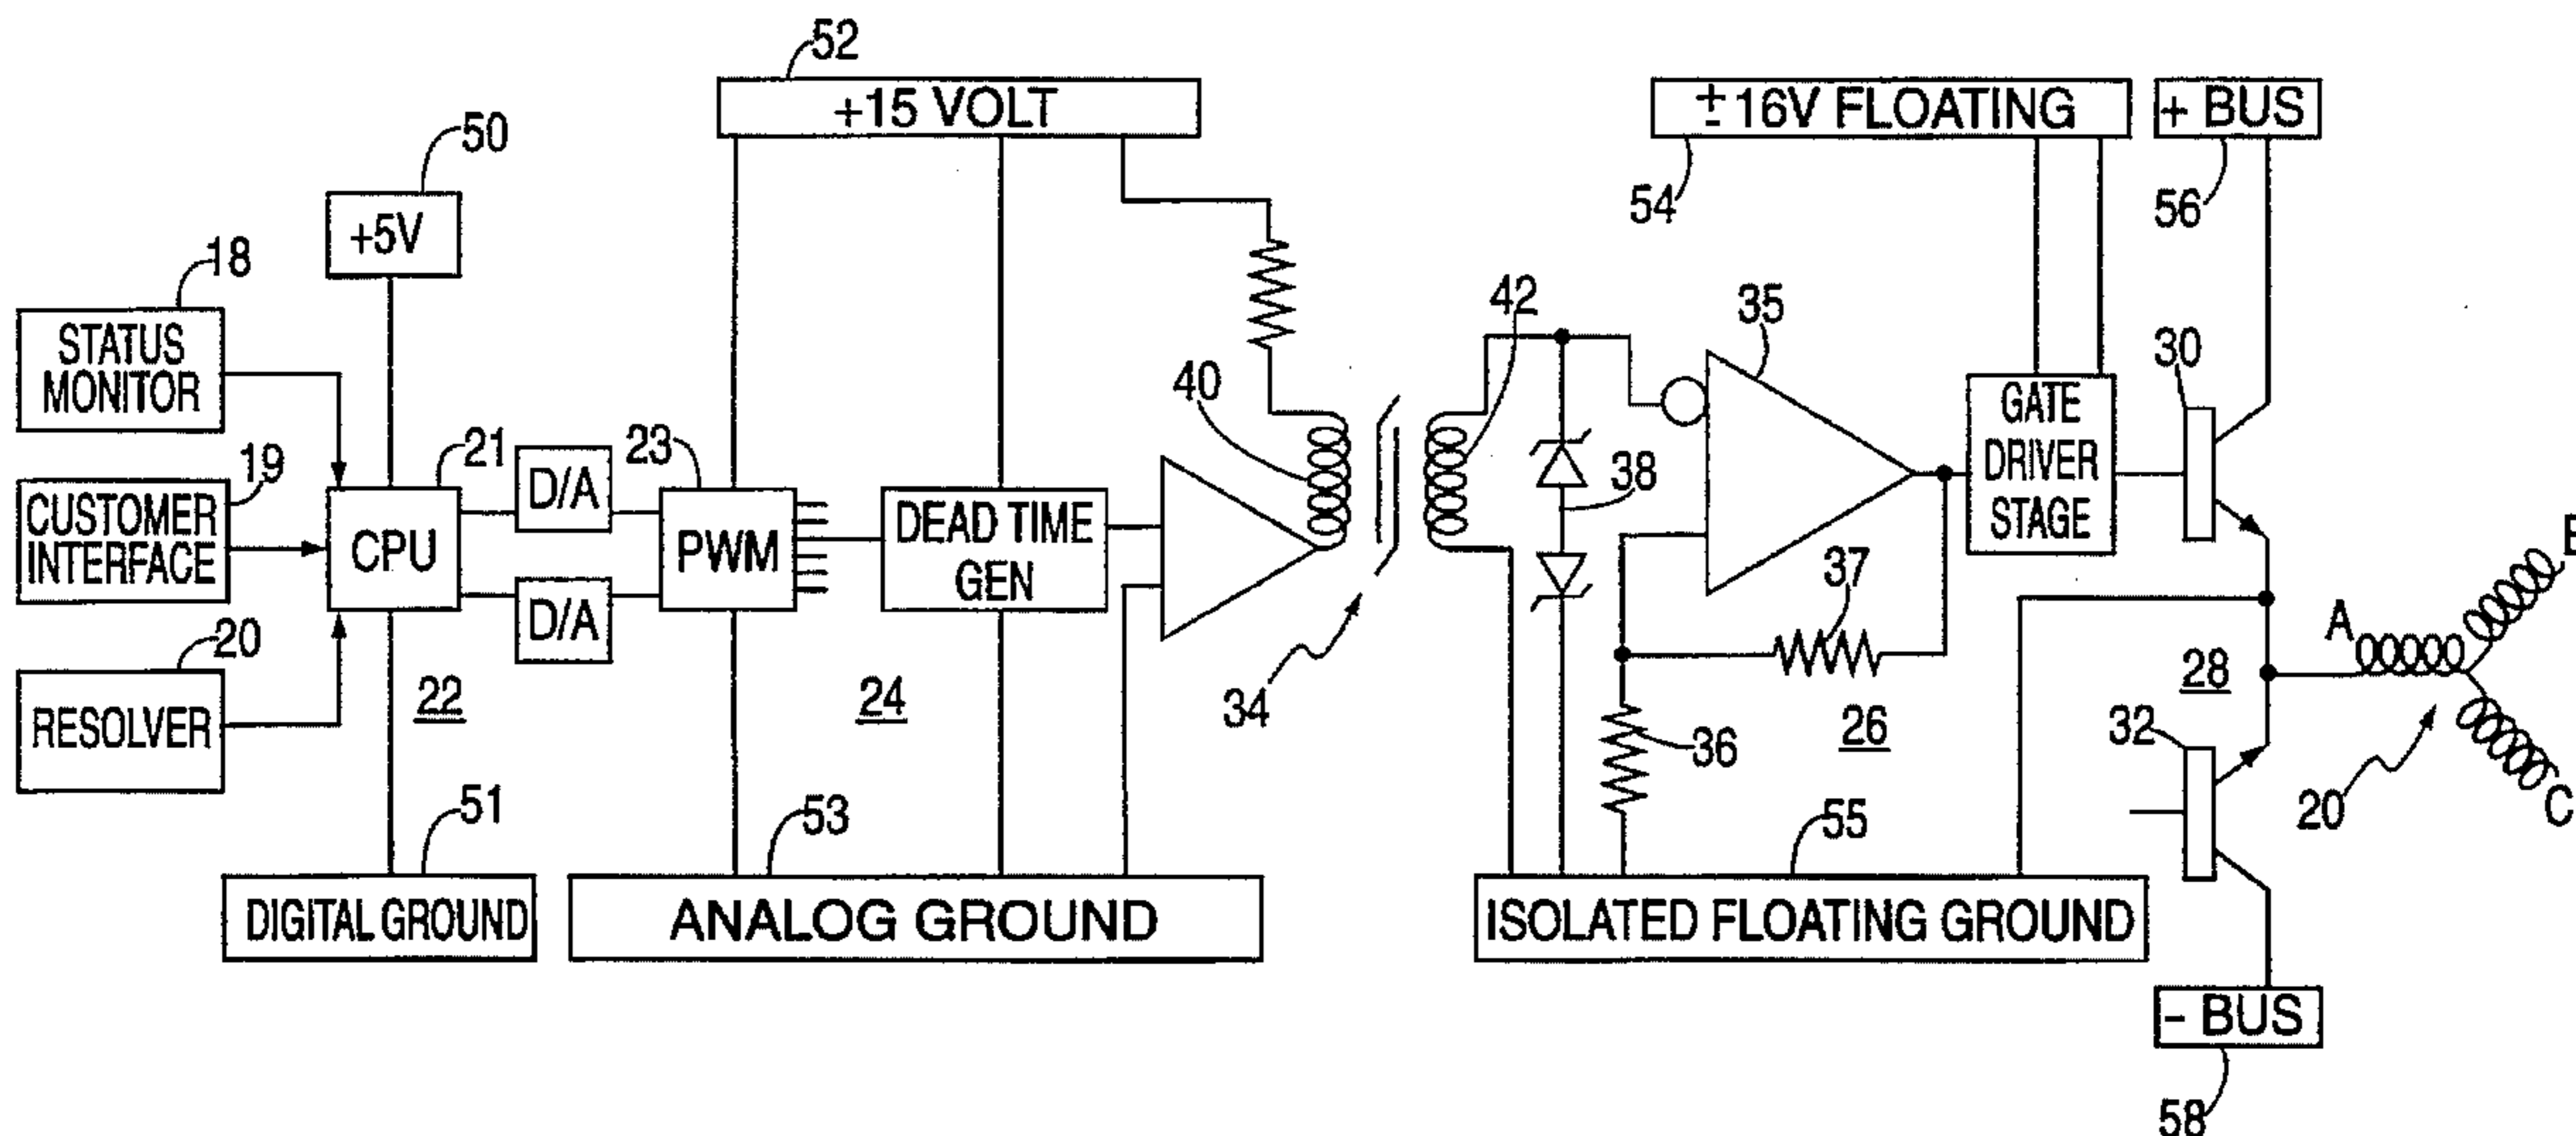 52
+15 VOLT
± 16V FLOATING
+ BUS
50
+5V
54
56
18
STATUS
MONITOR
42
35
30
40
19
CUSTOMER
INTERFACE
21
CPU
D/A
D/A
23
PWM
DEAD TIME
GEN
38
GATE
DRIVER
STAGE
37
20
RESOLVER
22
24
34
36
26
28
A
B
C
32
20
51
DIGITAL GROUND
53
ANALOG GROUND
55
ISOLATED FLOATING GROUND
- BUS
58